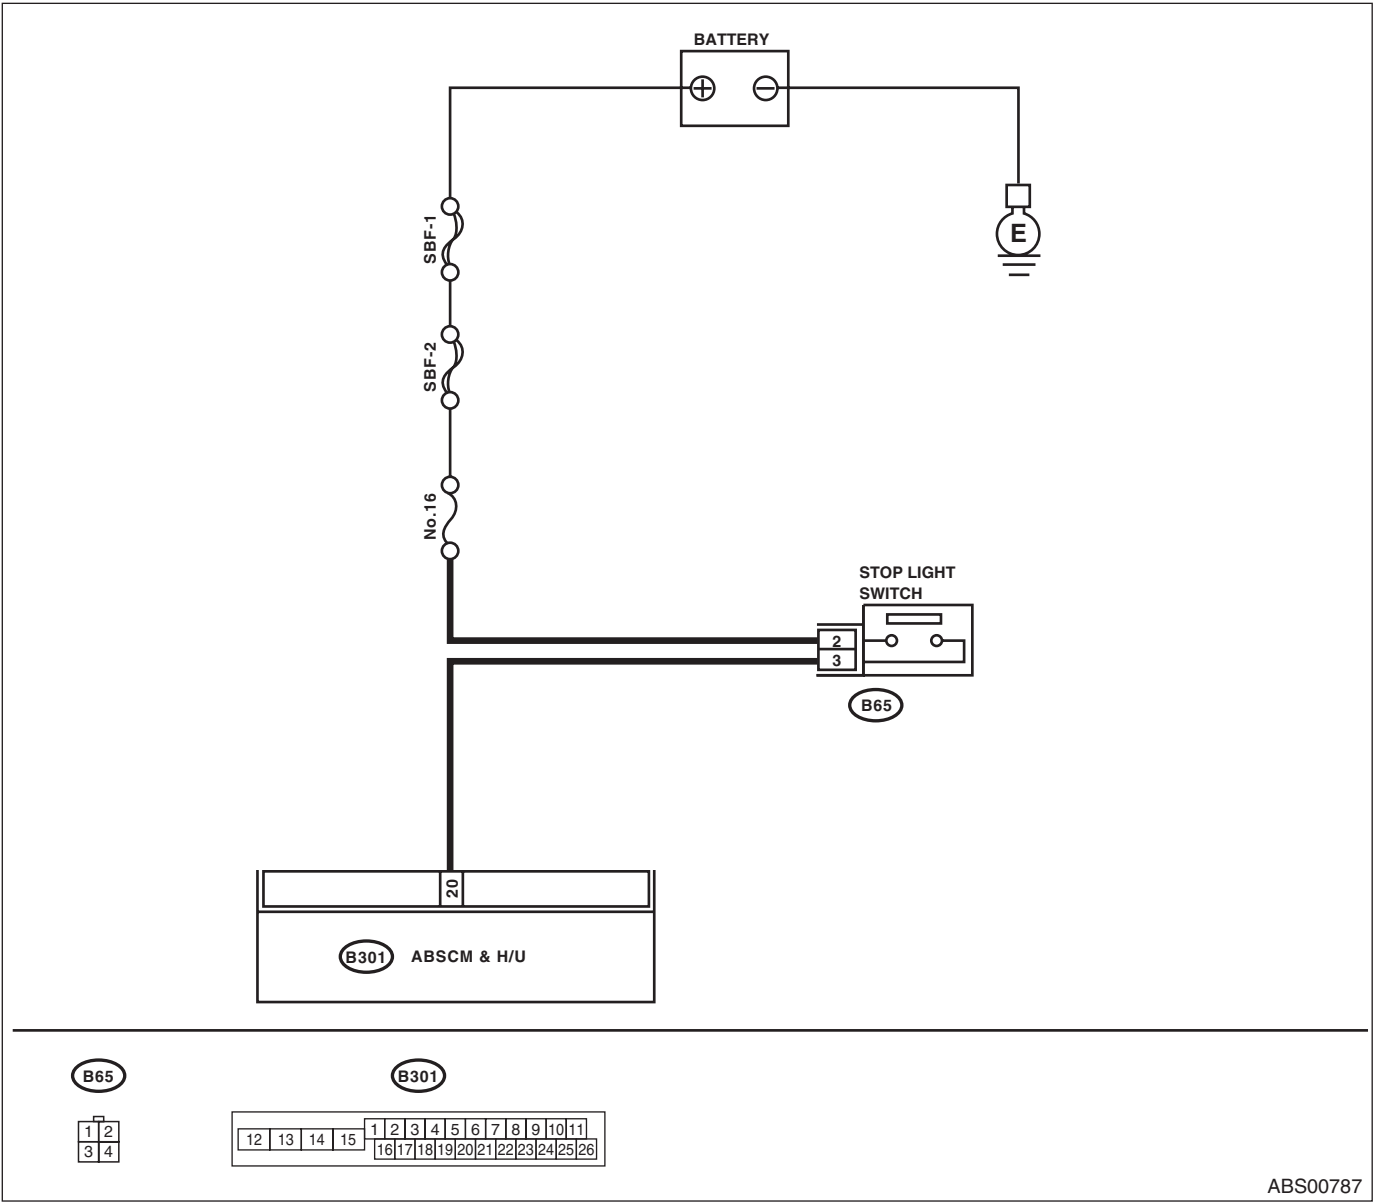 BATTERY
E
SBF-1
SBF-2
No.16
STOP LIGHT
SWITCH
2
3
B65
20
B301 ABSCM & H/U
B65 B301
1 2
3 4
1 2 3 4 5 6 7 8 9 10 11
12 13 14 15
16 17 18 19 20 21 22 23 24 25 26
ABS00787